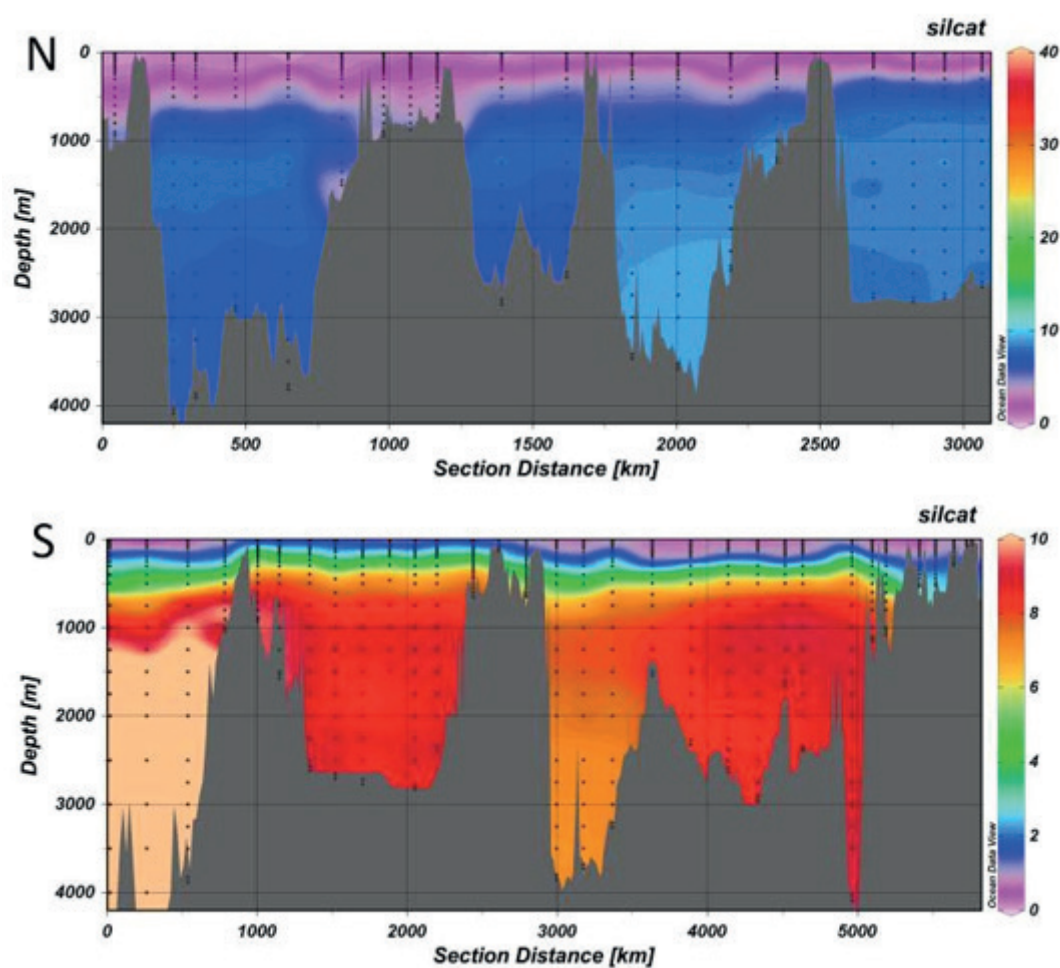 N
silcat
0
1000
2000
3000
4000
Depth [m]
0 500 1000 1500 2000 2500 3000
Section Distance [km]
40
30
20
10
0
Ocean Data View
S
silcat
0
1000
2000
3000
4000
Depth [m]
0 1000 2000 3000 4000 5000
Section Distance [km]
10
8
6
4
2
0
Ocean Data View